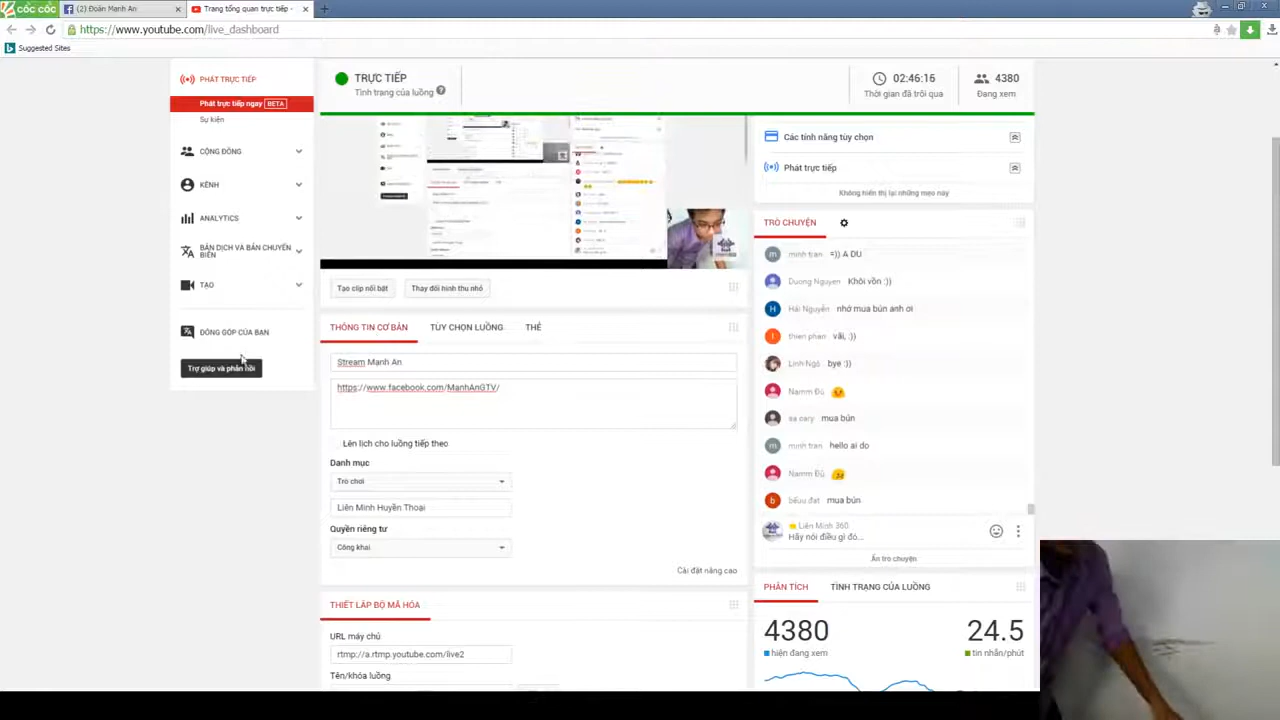 CỐC CỐC
(2) Đoàn Mạnh An
Trang tổng quan trực tiếp -
https://www.youtube.com/live_dashboard
Suggested Sites
PHÁT TRỰC TIẾP
Phát trực tiếp ngay BETA
Sự kiện
CỘNG ĐỒNG
KÊNH
ANALYTICS
BẢN DỊCH VÀ BẢN CHUYỂN
BIÊN
TẠO
ĐÓNG GÓP CỦA BẠN
Trợ giúp và phản hồi
TRỰC TIẾP
Tình trạng của luồng
02:46:16
Thời gian đã trôi qua
4380
Đang xem
Tạo clip nổi bật
Thay đổi hình thu nhỏ
THÔNG TIN CƠ BẢN
TÙY CHỌN LUỒNG
THẺ
Stream Mạnh An
https://www.facebook.com/ManhAnGTV/
Lên lịch cho luồng tiếp theo
Danh mục
Trò chơi
Liên Minh Huyền Thoại
Quyền riêng tư
Công khai
Cài đặt nâng cao
THIẾT LẬP BỘ MÃ HÓA
URL máy chủ
rtmp://a.rtmp.youtube.com/live2
Tên/khóa luồng
Các tính năng tùy chọn
Phát trực tiếp
Không hiển thị lại những mẹo này
TRÒ CHUYỆN
minh tran =)) A DU
Duong Nguyen Khôi vồn :))
Hải Nguyễn nhớ mua bún anh ơi
thien phan vãi, :))
Linh Ngô bye :))
Namm Đũ
sa cary mua bún
minh tran hello ai do
Namm Đũ
bếuu đat mua bún
Liên Minh 360
Hãy nói điều gì đó...
Ẩn trò chuyện
PHÂN TÍCH
TÌNH TRẠNG CỦA LUỒNG
4380
hiện đang xem
24.5
tin nhắn/phút